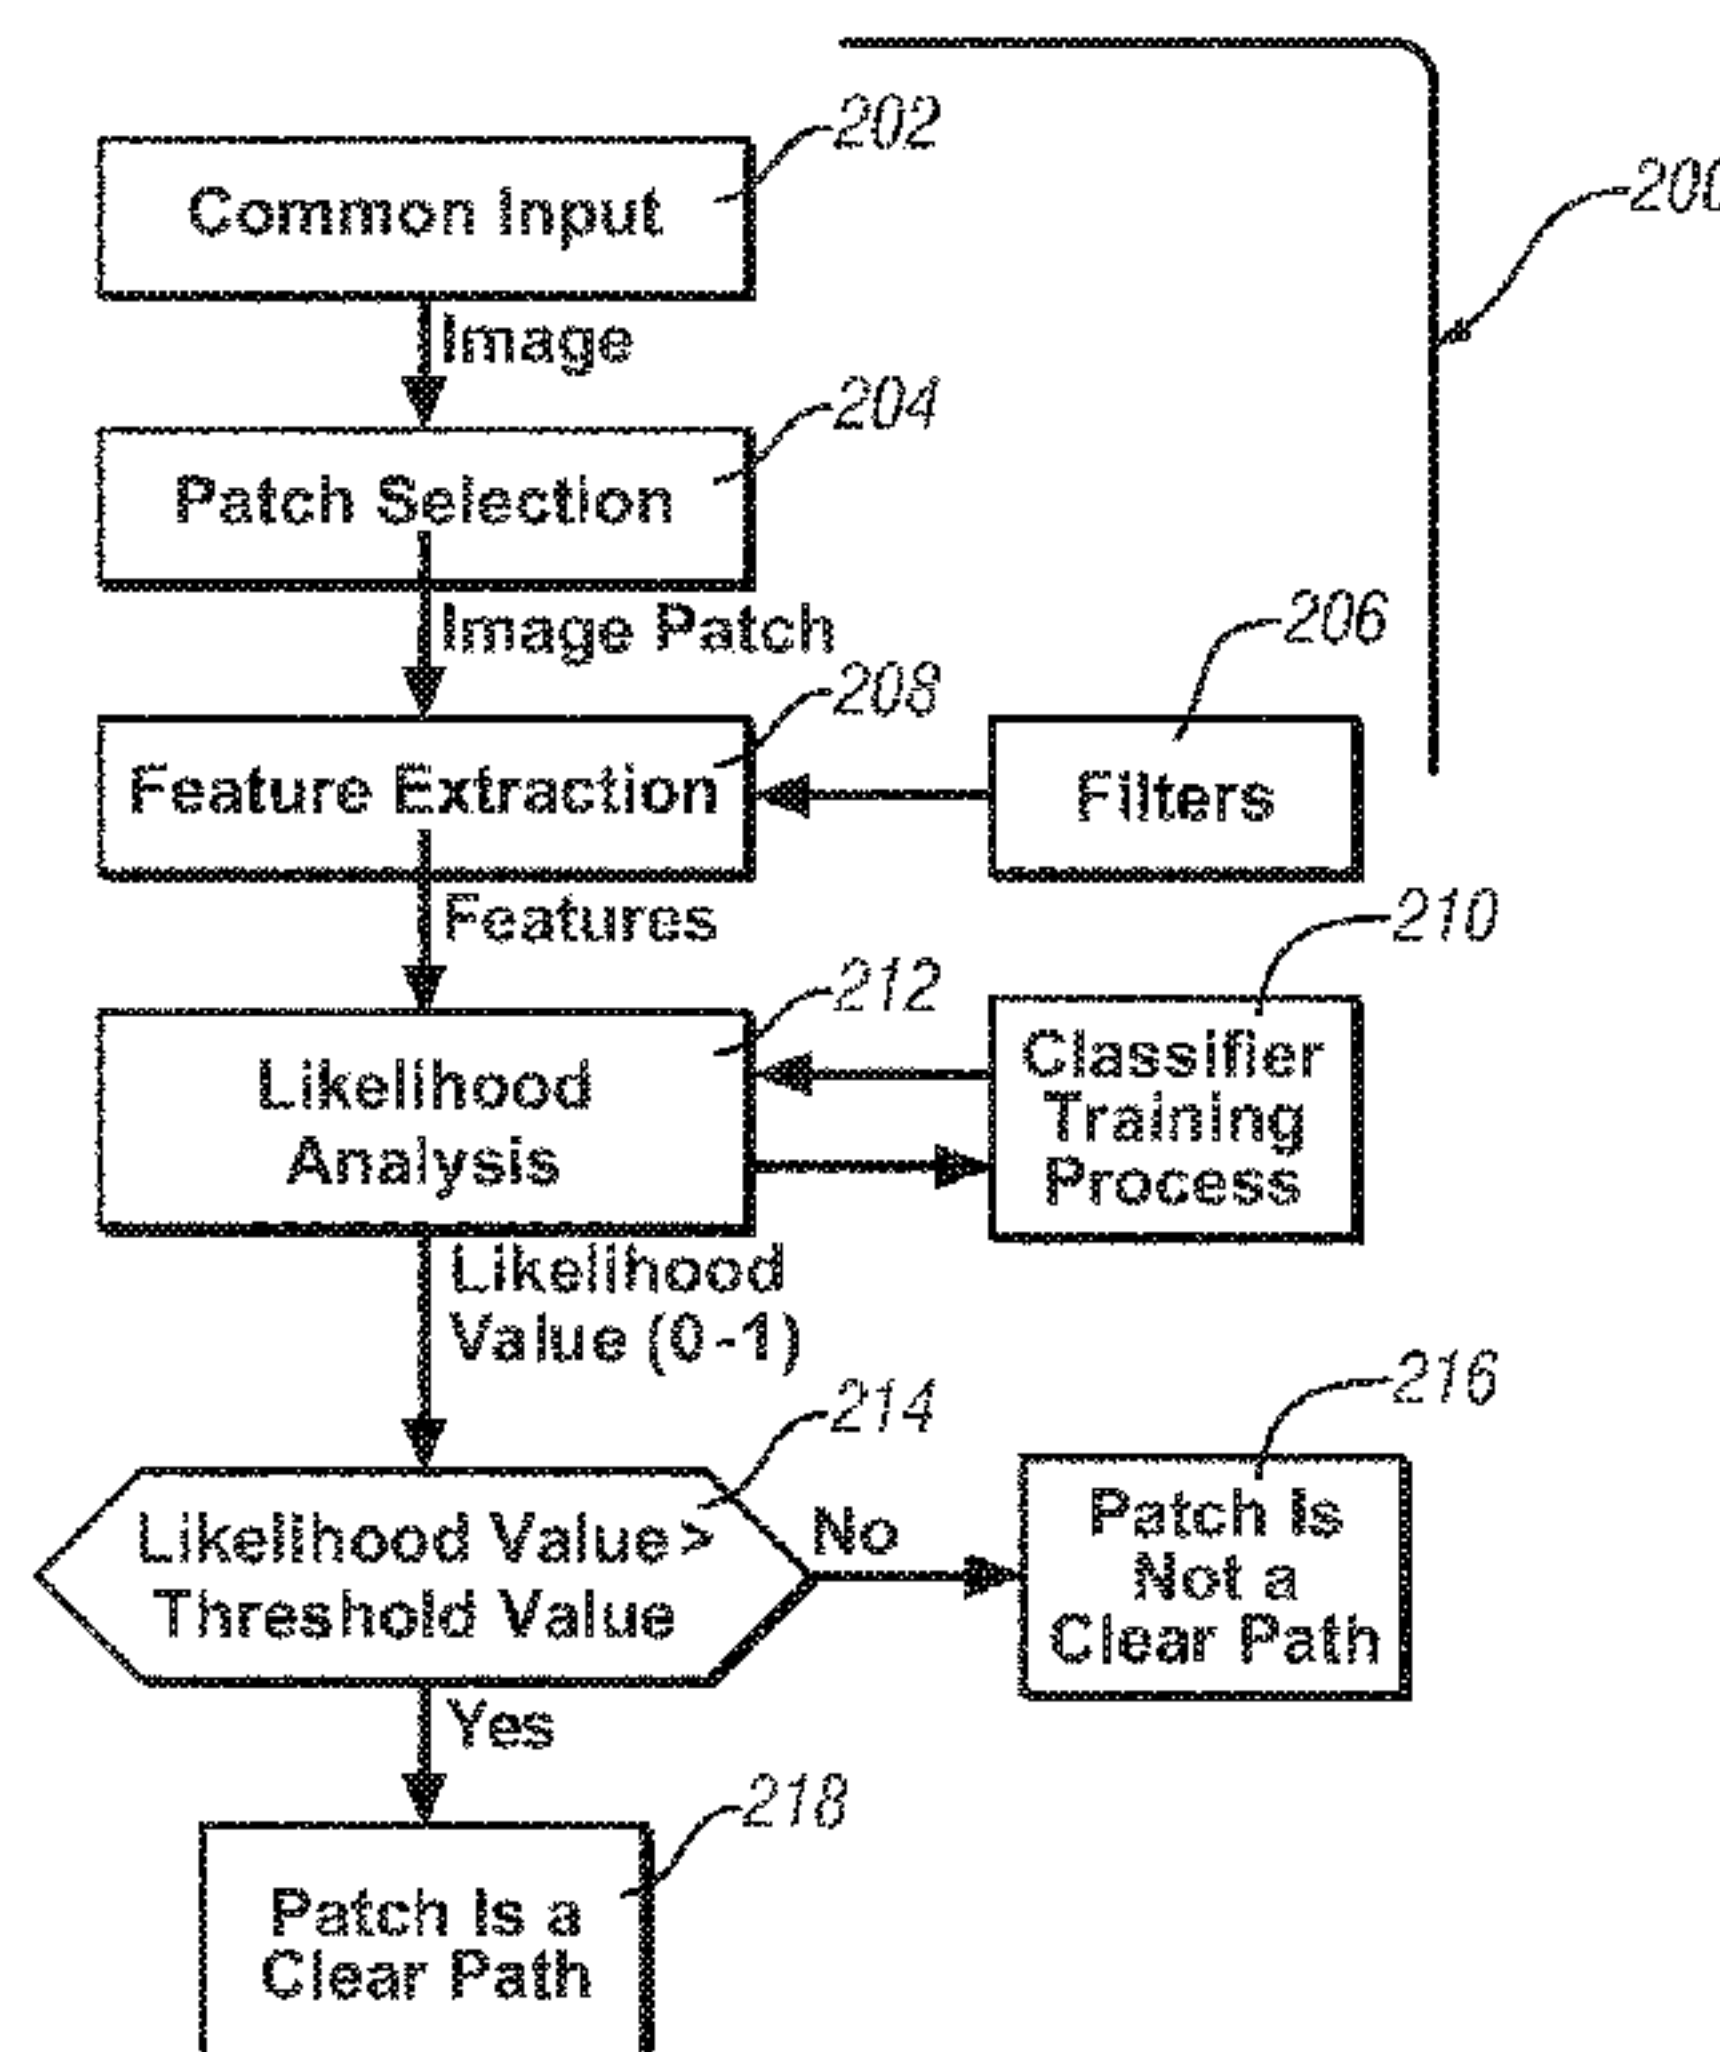 202
Common Input
200
Image
204
Patch Selection
Image Patch
206
208
Feature Extraction
Filters
Features
210
212
Likelihood
Analysis
Classifier
Training
Process
Likelihood
Value (0-1)
214
216
Likelihood Value >
Threshold Value
No
Patch Is
Not a
Clear Path
Yes
218
Patch Is a
Clear Path